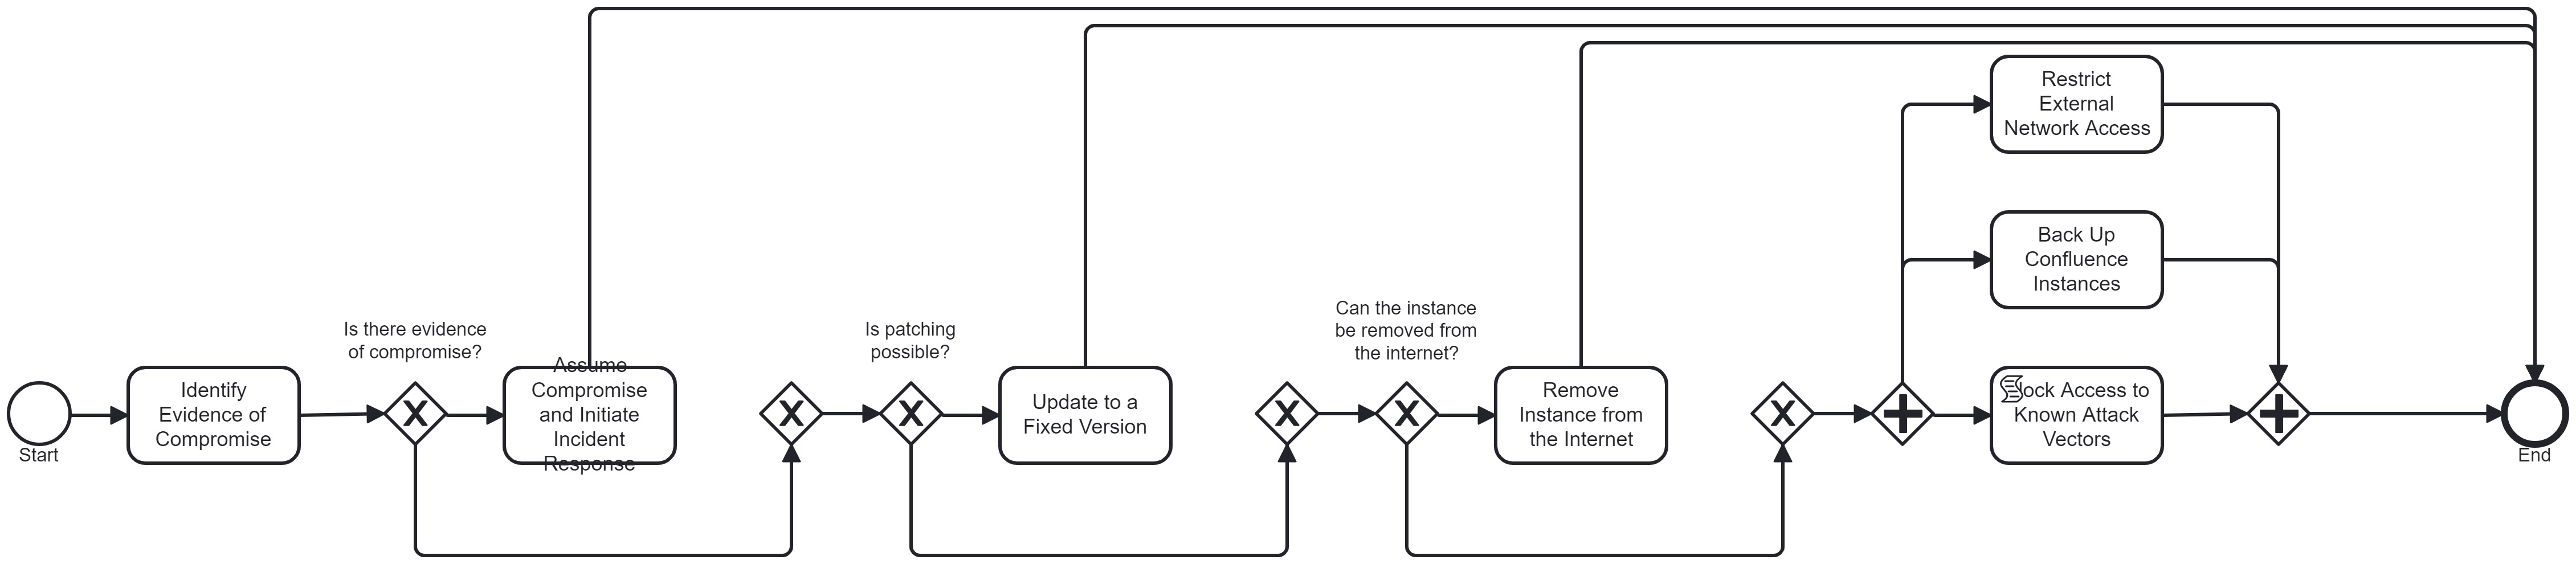 Start
Identify
Evidence of
Compromise
Is there evidence
of compromise?
Assume
Compromise
and Initiate
Incident
Response
Is patching
possible?
Update to a
Fixed Version
Can the instance
be removed from
the internet?
Remove
Instance from
the Internet
Restrict
External
Network Access
Back Up
Confluence
Instances
Block Access to
Known Attack
Vectors
End